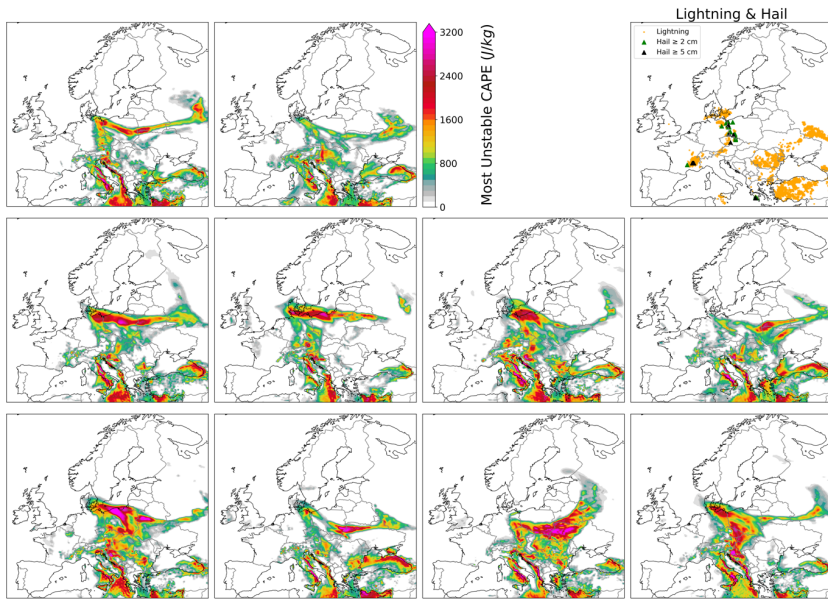 Lightning & Hail
Lightning
Hail ≥ 2 cm
Hail ≥ 5 cm
3200
2400
1600
800
0
Most Unstable CAPE (J/kg)